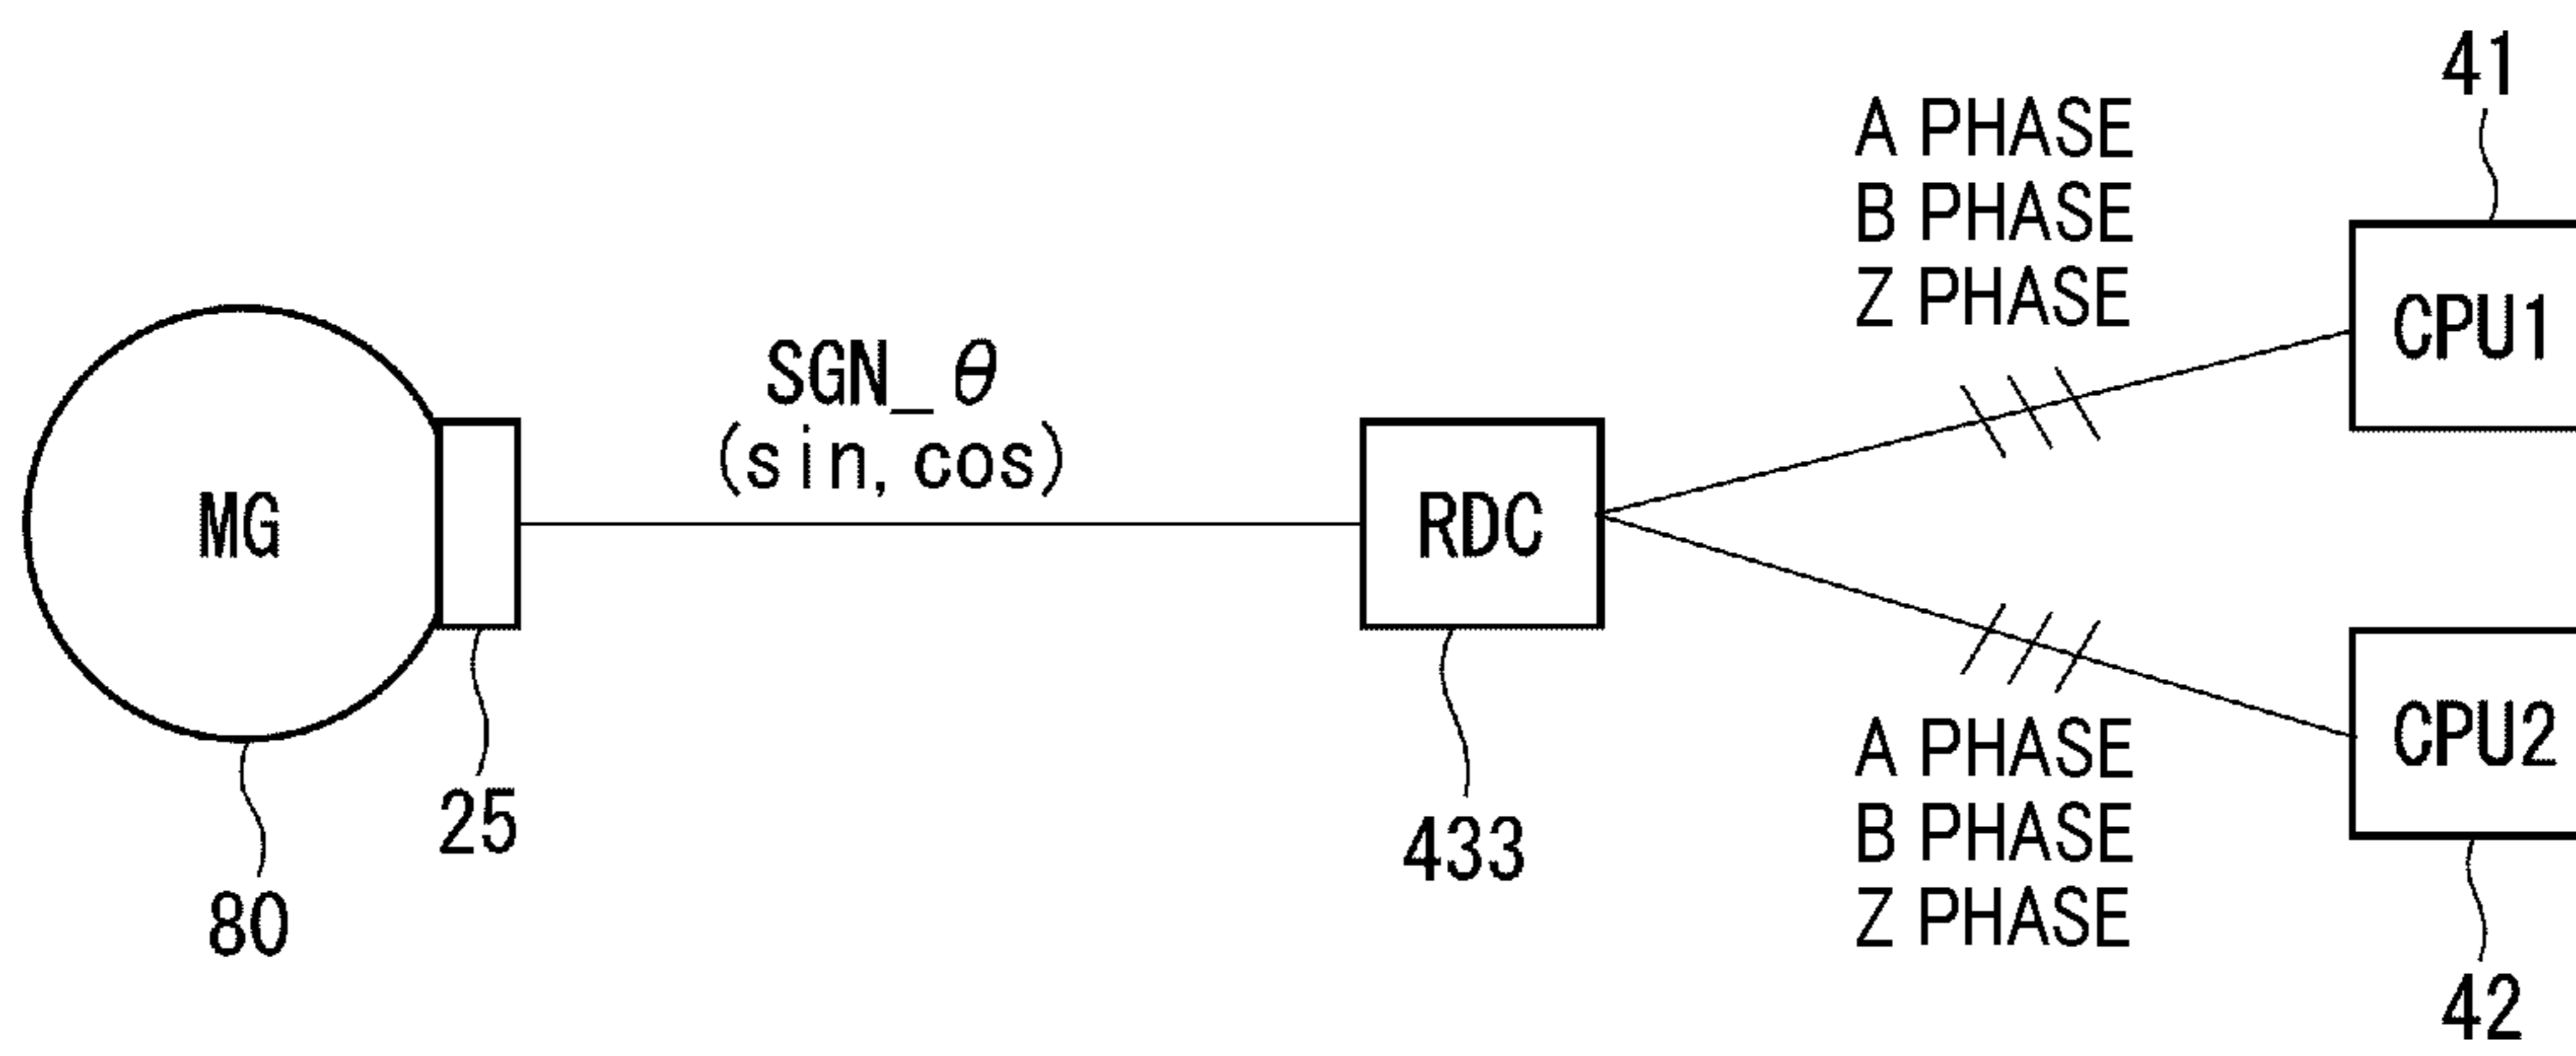 41
A PHASE
B PHASE
Z PHASE
CPU1
SGN_θ
(sin, cos)
MG
RDC
25
433
80
CPU2
A PHASE
B PHASE
Z PHASE
42